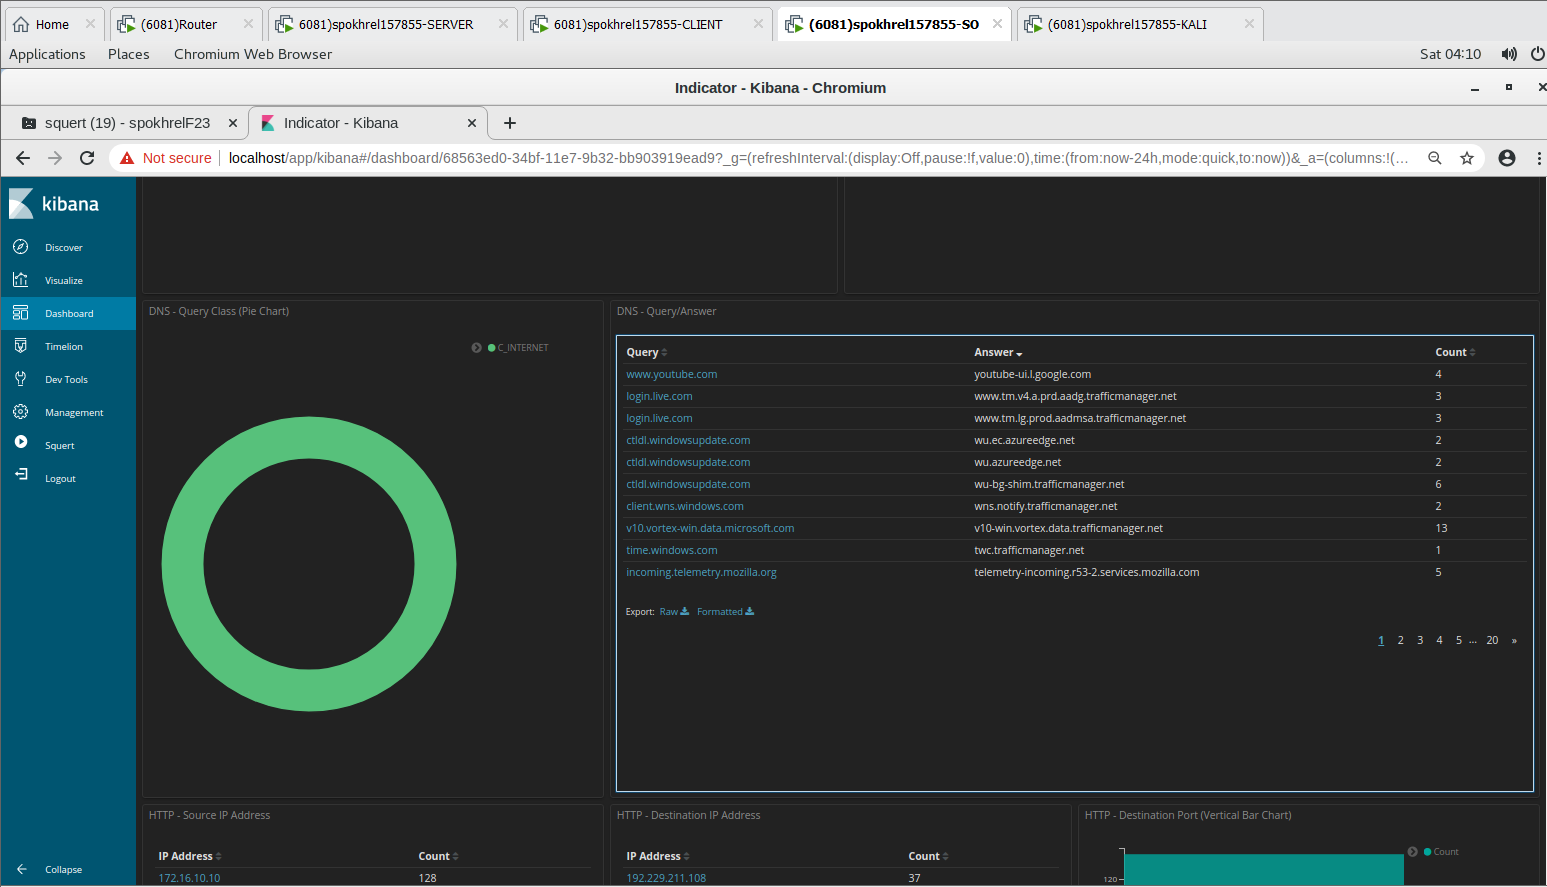 Home
(6081)Router
6081)spokhrel157855-SERVER
6081)spokhrel157855-CLIENT
(6081)spokhrel157855-SO
(6081)spokhrel157855-KALI
Applications Places Chromium Web Browser Sat 04:10
Indicator - Kibana - Chromium
squert (19) - spokhrelF23
Indicator - Kibana
Not secure localhost/app/kibana#/dashboard/68563ed0-34bf-11e7-9b32-bb903919ead9?_g=(refreshInterval:(display:Off,pause:!f,value:0),time:(from:now-24h,mode:quick,to:now))&_a=(columns:!(...
kibana
Discover
Visualize
Dashboard
Timelion
Dev Tools
Management
Squert
Logout
Collapse
DNS - Query Class (Pie Chart)
C_INTERNET
DNS - Query/Answer
Query Answer Count
www.youtube.com youtube-ui.l.google.com 4
login.live.com www.tm.v4.a.prd.aadg.trafficmanager.net 3
login.live.com www.tm.lg.prod.aadmsa.trafficmanager.net 3
ctldl.windowsupdate.com wu.ec.azureedge.net 2
ctldl.windowsupdate.com wu.azureedge.net 2
ctldl.windowsupdate.com wu-bg-shim.trafficmanager.net 6
client.wns.windows.com wns.notify.trafficmanager.net 2
v10.vortex-win.data.microsoft.com v10-win.vortex.data.trafficmanager.net 13
time.windows.com twc.trafficmanager.net 1
incoming.telemetry.mozilla.org telemetry-incoming.r53-2.services.mozilla.com 5
Export: Raw Formatted
1 2 3 4 5 ... 20 »
HTTP - Source IP Address
IP Address Count
172.16.10.10 128
HTTP - Destination IP Address
IP Address Count
192.229.211.108 37
HTTP - Destination Port (Vertical Bar Chart)
Count
120